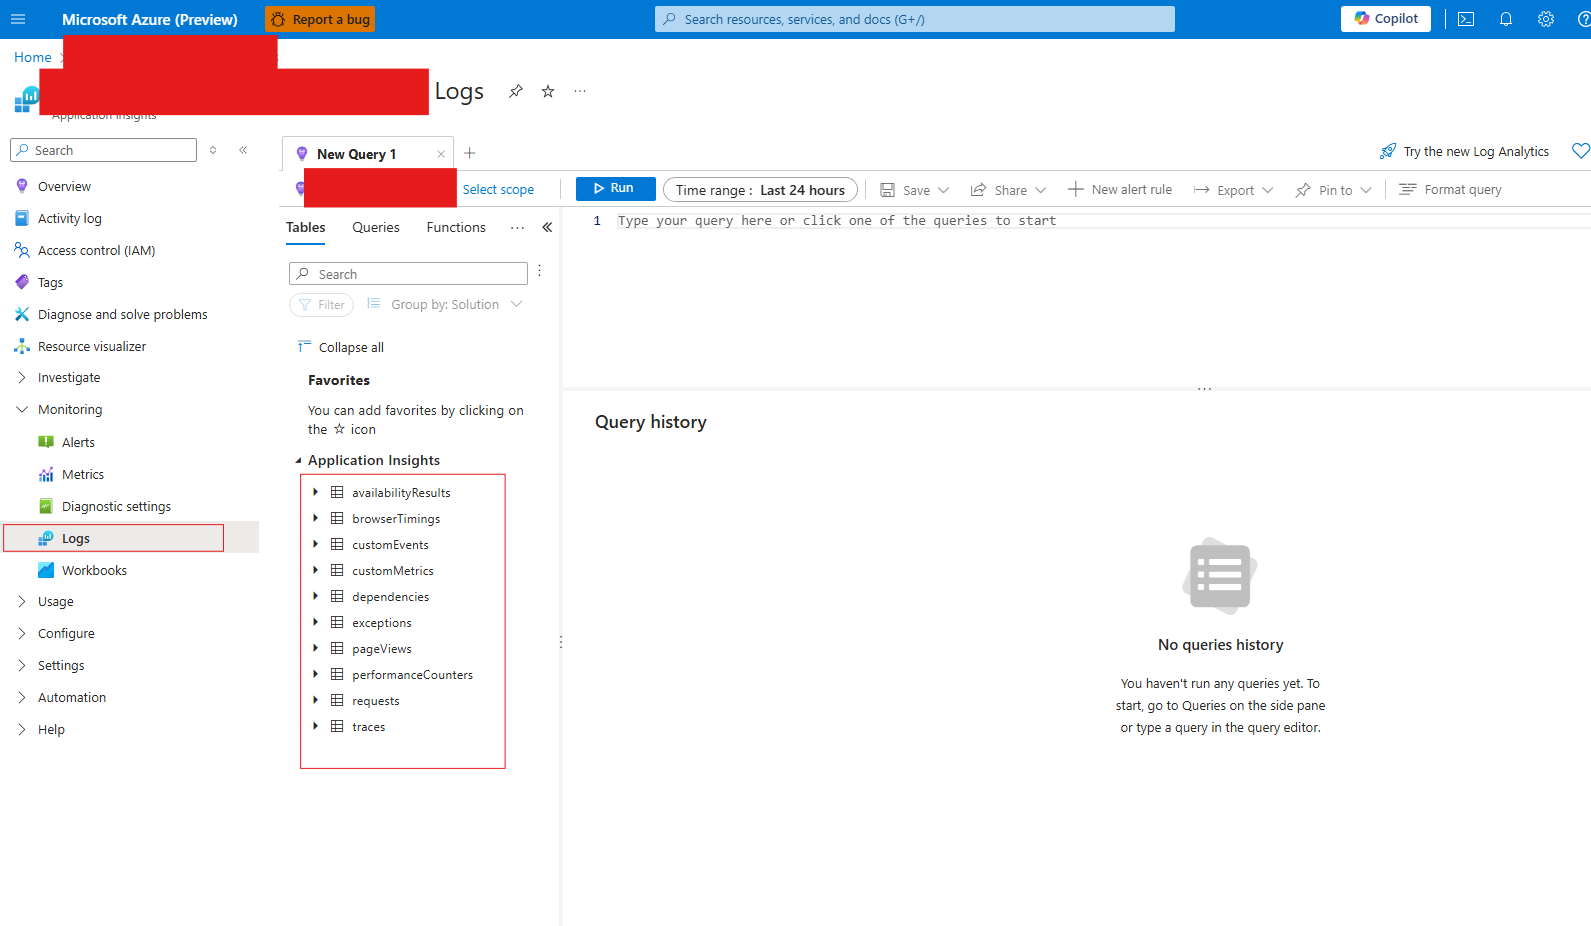 Microsoft Azure (Preview)
Report a bug
Search resources, services, and docs (G+/)
Copilot
Home
Logs
Application Insights
Search
New Query 1
Try the new Log Analytics
Select scope
Run
Time range : Last 24 hours
Save
Share
New alert rule
Export
Pin to
Format query
Overview
Activity log
Access control (IAM)
Tags
Diagnose and solve problems
Resource visualizer
Investigate
Monitoring
Alerts
Metrics
Diagnostic settings
Logs
Workbooks
Usage
Configure
Settings
Automation
Help
Tables
Queries
Functions
Search
Filter
Group by: Solution
Collapse all
Favorites
You can add favorites by clicking on
the ☆ icon
Application Insights
availabilityResults
browserTimings
customEvents
customMetrics
dependencies
exceptions
pageViews
performanceCounters
requests
traces
1 Type your query here or click one of the queries to start
Query history
No queries history
You haven't run any queries yet. To
start, go to Queries on the side pane
or type a query in the query editor.